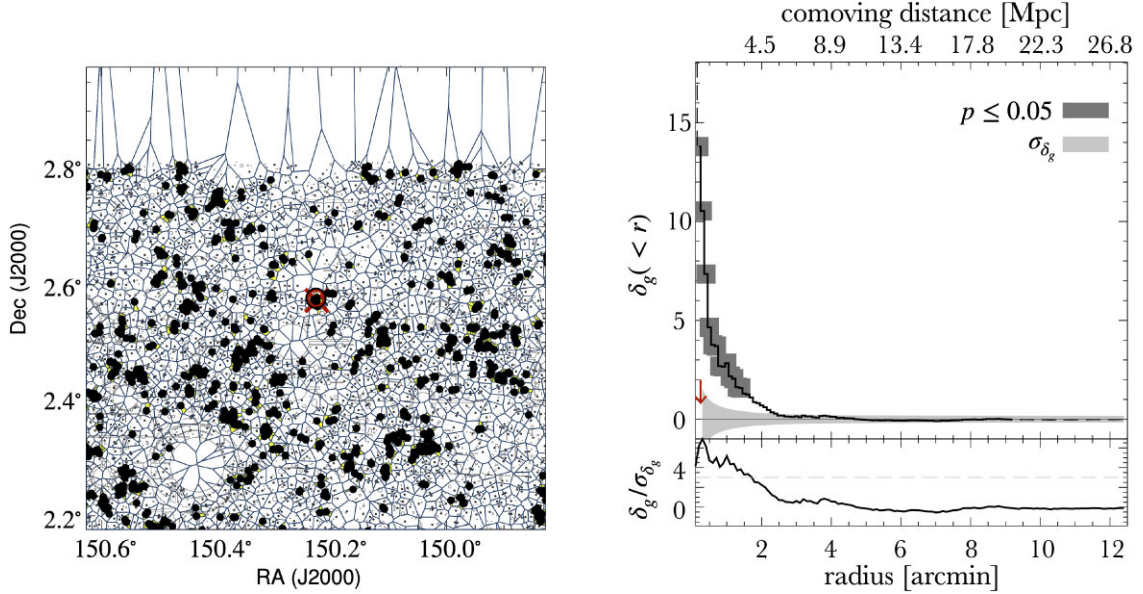 2.8°
2.6°
2.4°
2.2°
Dec (J2000)
150.6 150.4 150.2 150.0
RA (J2000)
comoving distance [Mpc]
4.5 8.9 13.4 17.8 22.3 26.8
15
10
5
0
δg(< r)
p ≤ 0.05
σδg
4
0
δg/σδg
2 4 6 8 10 12
radius [arcmin]